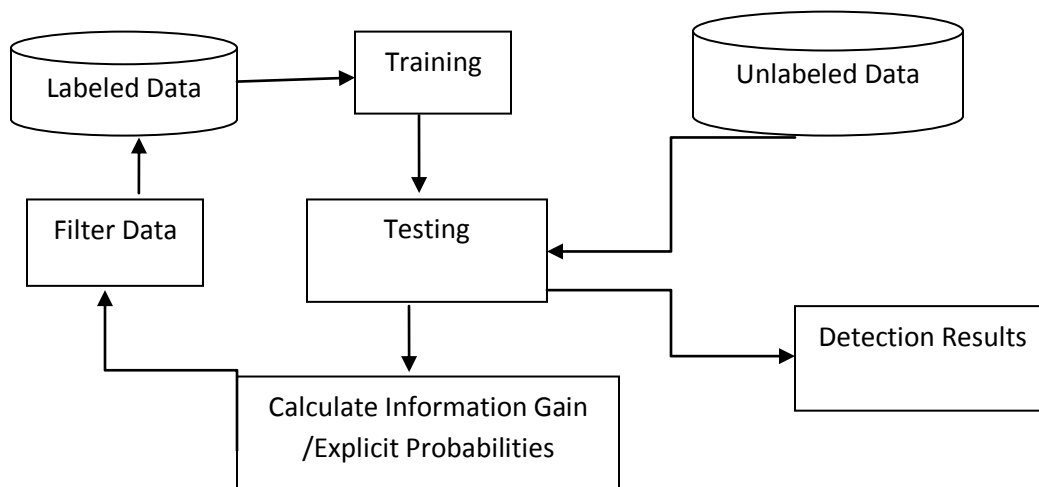 Labeled Data
Training
Unlabeled Data
Filter Data
Testing
Detection Results
Calculate Information Gain
/Explicit Probabilities